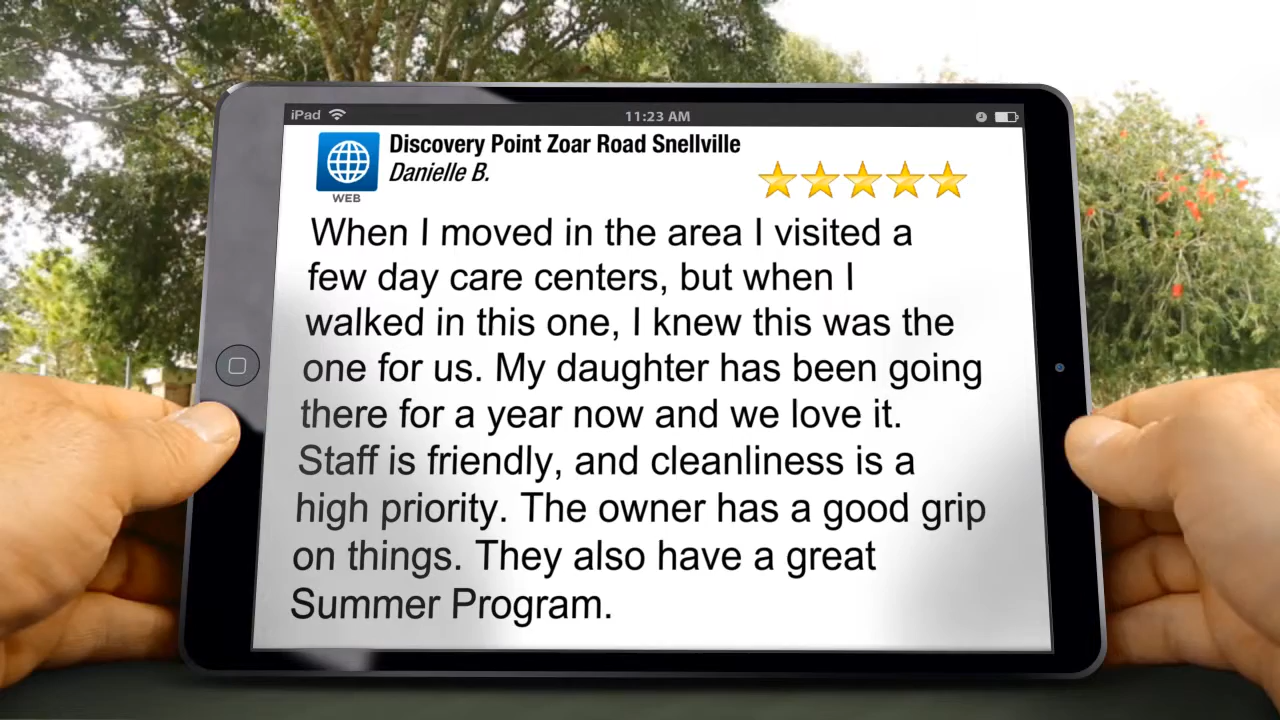 iPad
11:23 AM
Discovery Point Zoar Road Snellville
Danielle B.
WEB
When I moved in the area I visited a
few day care centers, but when I
walked in this one, I knew this was the
one for us. My daughter has been going
there for a year now and we love it.
Staff is friendly, and cleanliness is a
high priority. The owner has a good grip
on things. They also have a great
Summer Program.